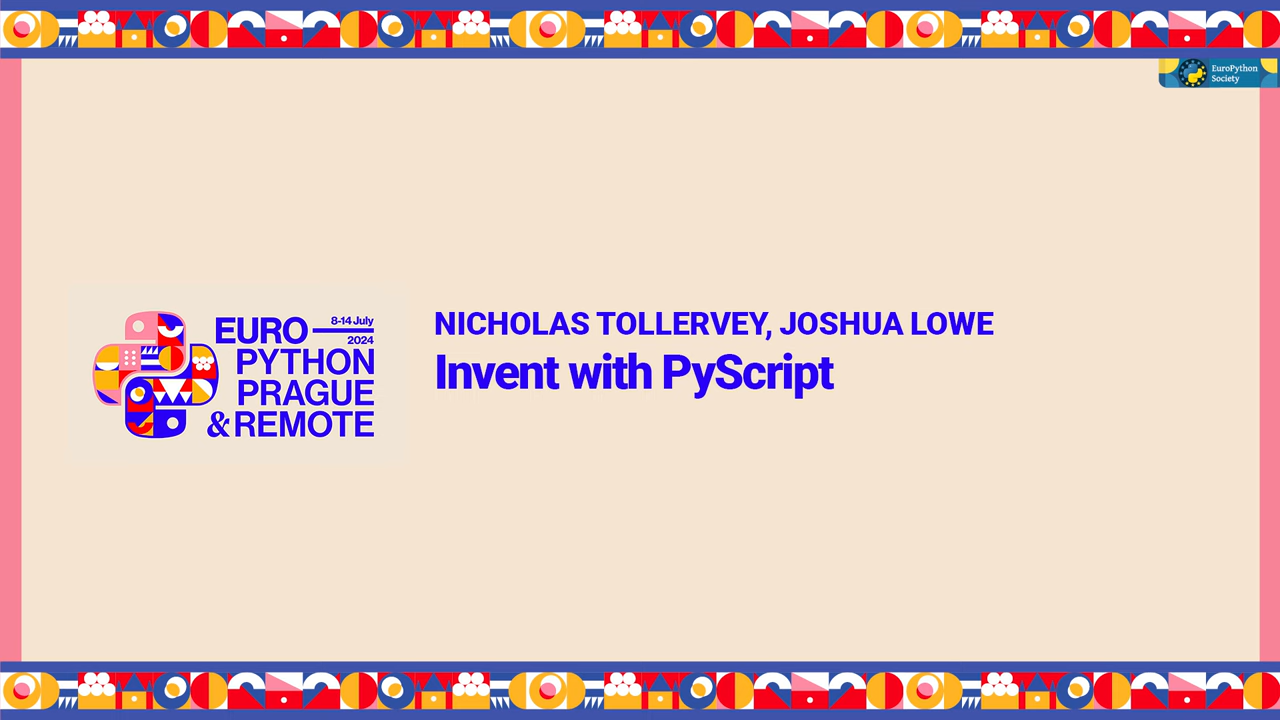 EuroPython
Society
EURO 8-14 July
2024
PYTHON
PRAGUE
& REMOTE
NICHOLAS TOLLERVEY, JOSHUA LOWE
Invent with PyScript